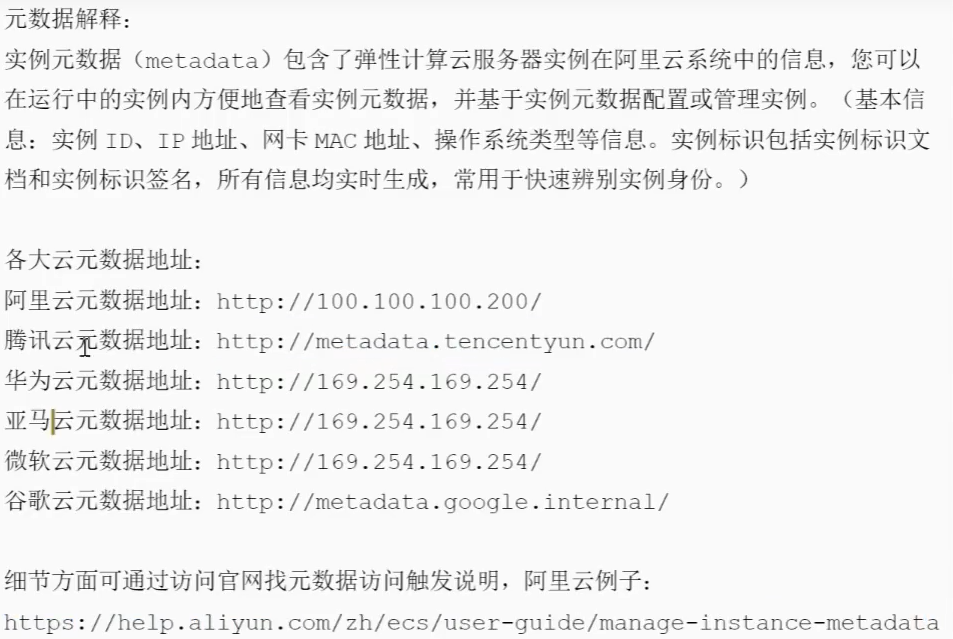 元数据解释：
实例元数据（metadata）包含了弹性计算云服务器实例在阿里云系统中的信息，您可以
在运行中的实例内方便地查看实例元数据，并基于实例元数据配置或管理实例。（基本信
息：实例 ID、IP 地址、网卡 MAC 地址、操作系统类型等信息。实例标识包括实例标识文
档和实例标识签名，所有信息均实时生成，常用于快速辨别实例身份。）
各大云元数据地址：
阿里云元数据地址：http://100.100.100.200/
腾讯云元数据地址：http://metadata.tencentyun.com/
华为云元数据地址：http://169.254.169.254/
亚马云元数据地址：http://169.254.169.254/
微软云元数据地址：http://169.254.169.254/
谷歌云元数据地址：http://metadata.google.internal/
细节方面可通过访问官网找元数据访问触发说明，阿里云例子：
https://help.aliyun.com/zh/ecs/user-guide/manage-instance-metadata